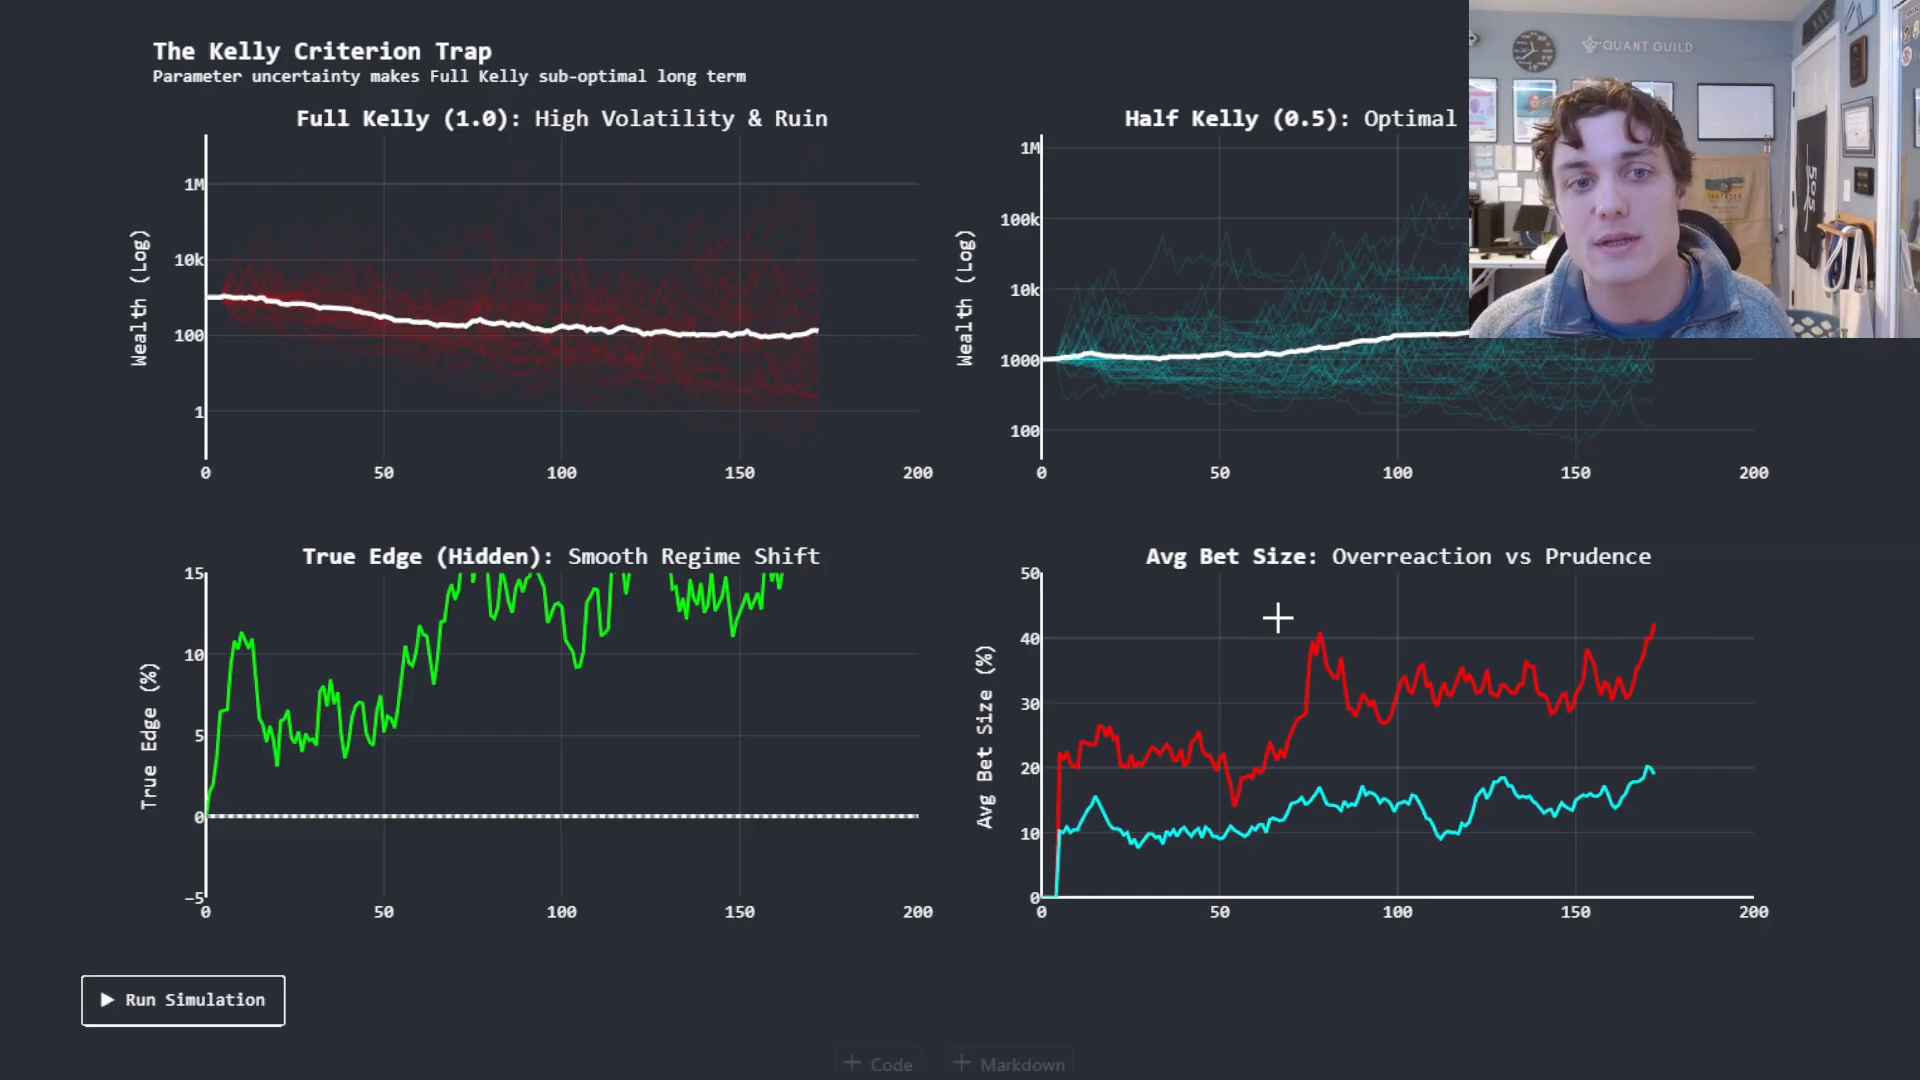 The Kelly Criterion Trap
Parameter uncertainty makes Full Kelly sub-optimal long term
QUANT GUILD
Full Kelly (1.0): High Volatility & Ruin
Wealth (Log)
1M
10k
100
1
0
50
100
150
200
Half Kelly (0.5): Optimal
Wealth (Log)
1M
100k
10k
1000
100
0
50
100
150
200
505
True Edge (Hidden): Smooth Regime Shift
True Edge (%)
15
10
5
0
−5
0
50
100
150
200
Avg Bet Size: Overreaction vs Prudence
Avg Bet Size (%)
50
40
30
20
10
0
0
50
100
150
200
▶ Run Simulation
+ Code
+ Markdown